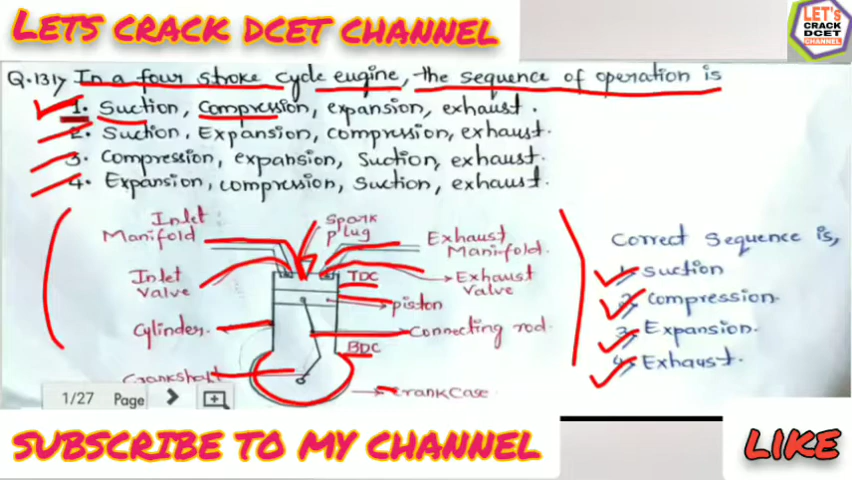 LETS CRACK DCET CHANNEL
LET'S
CRACK
DCET
CHANNEL
Q.131> In a four stroke cycle engine, the sequence of operation is
1. Suction, Compression, expansion, exhaust.
2. Suction, Expansion, compression, exhaust.
3. Compression, expansion, Suction, exhaust.
4. Expansion, compression, Suction, exhaust.
Inlet
Manifold
Spark
plug
Exhaust
Manifold.
Inlet
Valve
TDC
Exhaust
Valve
piston
Cylinder.
Connecting rod.
BDC
Crankshaft
CrankCase
Correct Sequence is,
1, Suction
2, Compression.
3, Expansion.
4, Exhaust.
1/27 Page
SUBSCRIBE TO MY CHANNEL
LIKE